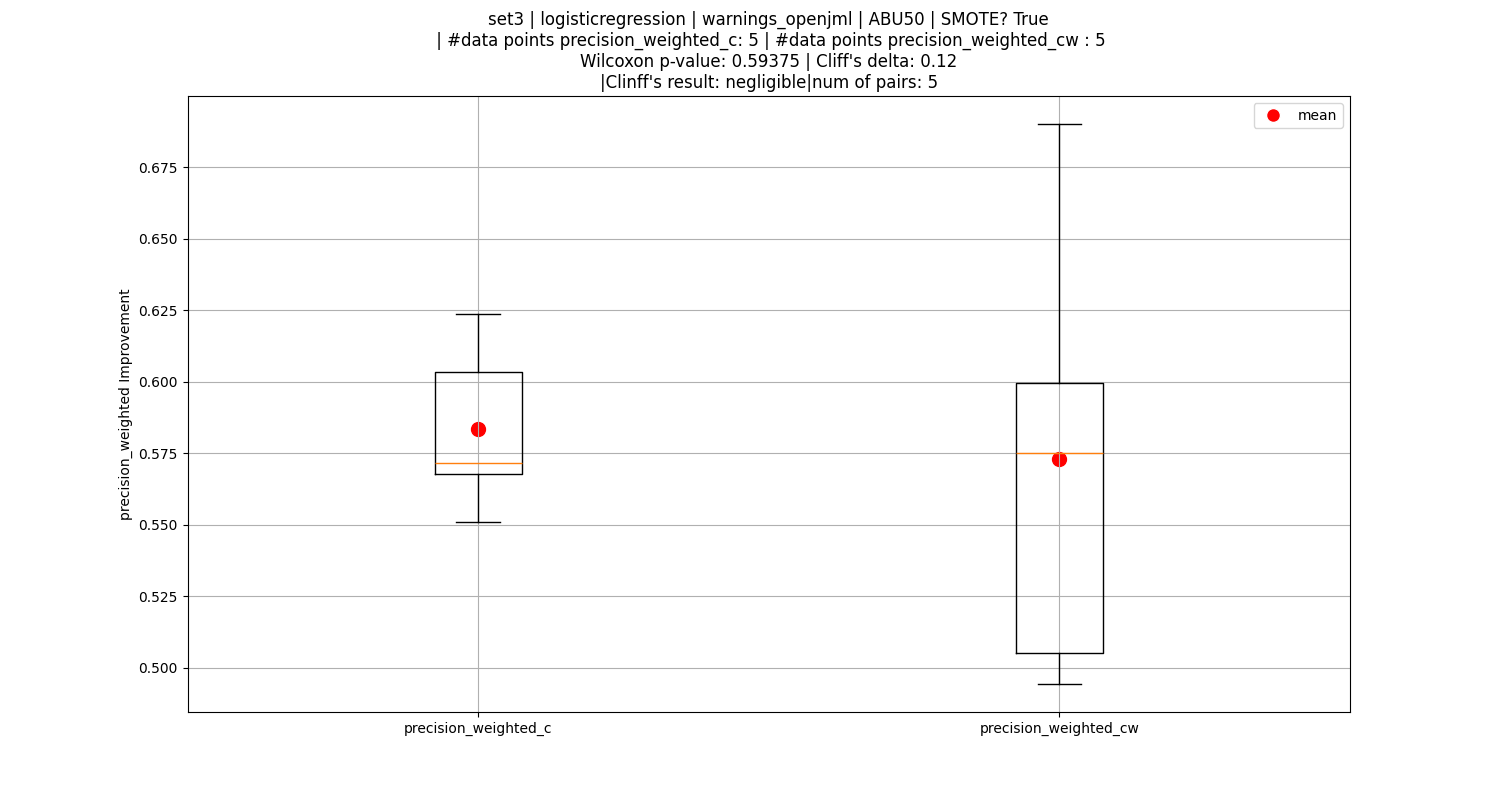 set3 | logisticregression | warnings_openjml | ABU50 | SMOTE? True
| #data points precision_weighted_c: 5 | #data points precision_weighted_cw : 5
Wilcoxon p-value: 0.59375 | Cliff's delta: 0.12
|Clinff's result: negligible|num of pairs: 5
mean
precision_weighted Improvement
0.675
0.650
0.625
0.600
0.575
0.550
0.525
0.500
precision_weighted_c
precision_weighted_cw